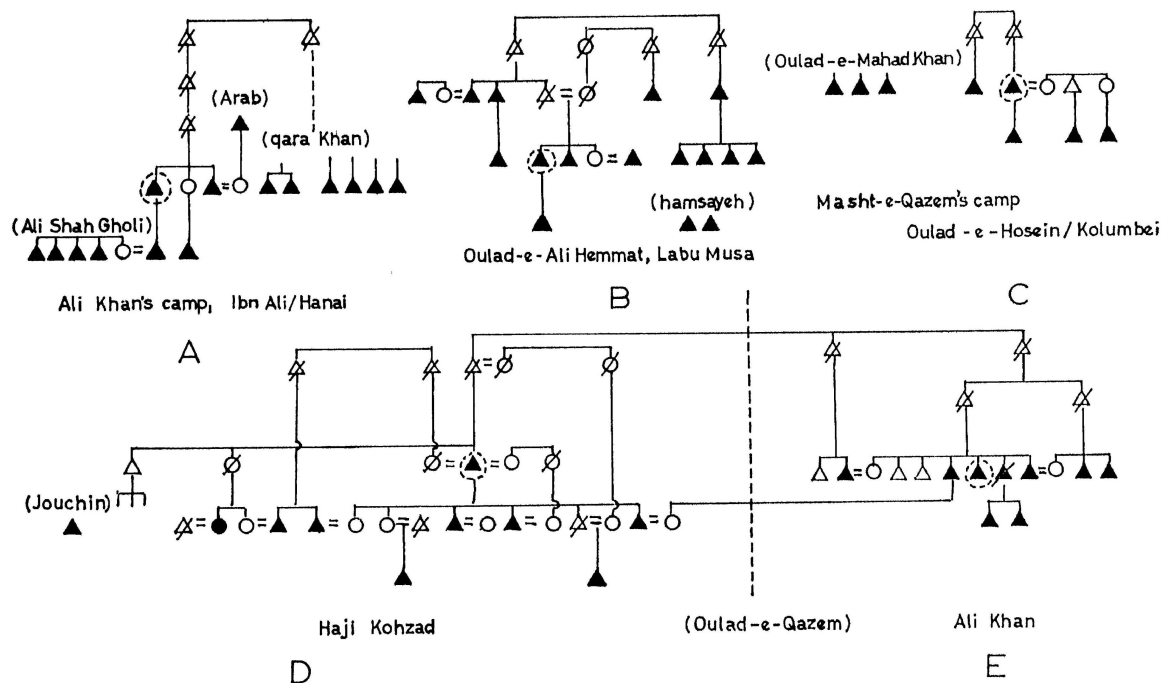 (Arab)
(qara Khan)
(Ali Shah Gholi)
Ali Khan's camp, Ibn Ali/Hanai
A
(hamsayeh)
Oulad-e-Ali Hemmat, Labu Musa
B
(Oulad-e-Mahad Khan)
Masht-e-Qazem's camp
Oulad-e-Hosein/Kolumbei
C
(Jouchin)
Haji Kohzad
D
(Oulad-e-Qazem)
Ali Khan
E